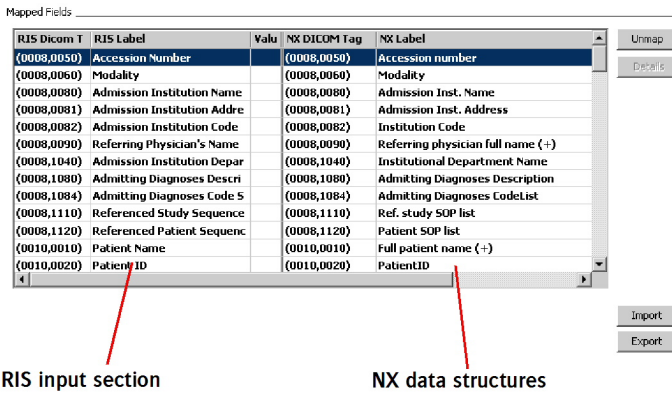 Mapped Fields
RIS Dicom T RIS Label Valu NX DICOM Tag NX Label
(0008,0050) Accession Number (0008,0050) Accession number
(0008,0060) Modality (0008,0060) Modality
(0008,0080) Admission Institution Name (0008,0080) Admission Inst. Name
(0008,0081) Admission Institution Addre (0008,0081) Admission Inst. Address
(0008,0082) Admission Institution Code (0008,0082) Institution Code
(0008,0090) Referring Physician's Name (0008,0090) Referring physician full name (+)
(0008,1040) Admission Institution Depar (0008,1040) Institutional Department Name
(0008,1080) Admitting Diagnoses Descri (0008,1080) Admitting Diagnoses Description
(0008,1084) Admitting Diagnoses Code S (0008,1084) Admitting Diagnoses CodeList
(0008,1110) Referenced Study Sequence (0008,1110) Ref. study SOP list
(0008,1120) Referenced Patient Sequenc (0008,1120) Patient SOP list
(0010,0010) Patient Name (0010,0010) Full patient name (+)
(0010,0020) Patient ID (0010,0020) PatientID
Unmap
Details
Import
Export
RIS input section NX data structures